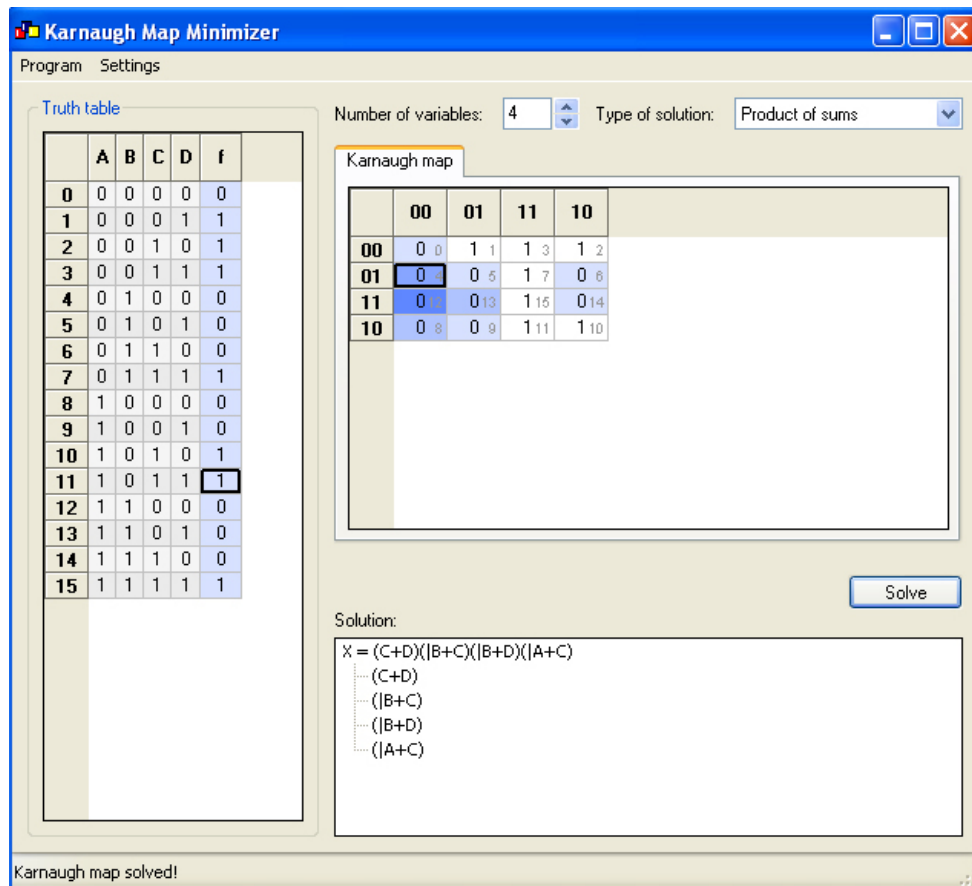 Karnaugh Map Minimizer
Program Settings
Truth table
A B C D f
0 0 0 0 0 0
1 0 0 0 1 1
2 0 0 1 0 1
3 0 0 1 1 1
4 0 1 0 0 0
5 0 1 0 1 0
6 0 1 1 0 0
7 0 1 1 1 1
8 1 0 0 0 0
9 1 0 0 1 0
10 1 0 1 0 1
11 1 0 1 1 1
12 1 1 0 0 0
13 1 1 0 1 0
14 1 1 1 0 0
15 1 1 1 1 1
Number of variables: 4 Type of solution: Product of sums
Karnaugh map
00 01 11 10
00 0 0 1 1 1 3 1 2
01 0 4 0 5 1 7 0 6
11 0 12 0 13 1 15 0 14
10 0 8 0 9 1 11 1 10
Solve
Solution:
X = (C+D)(|B+C)(|B+D)(|A+C)
(C+D)
(|B+C)
(|B+D)
(|A+C)
Karnaugh map solved!